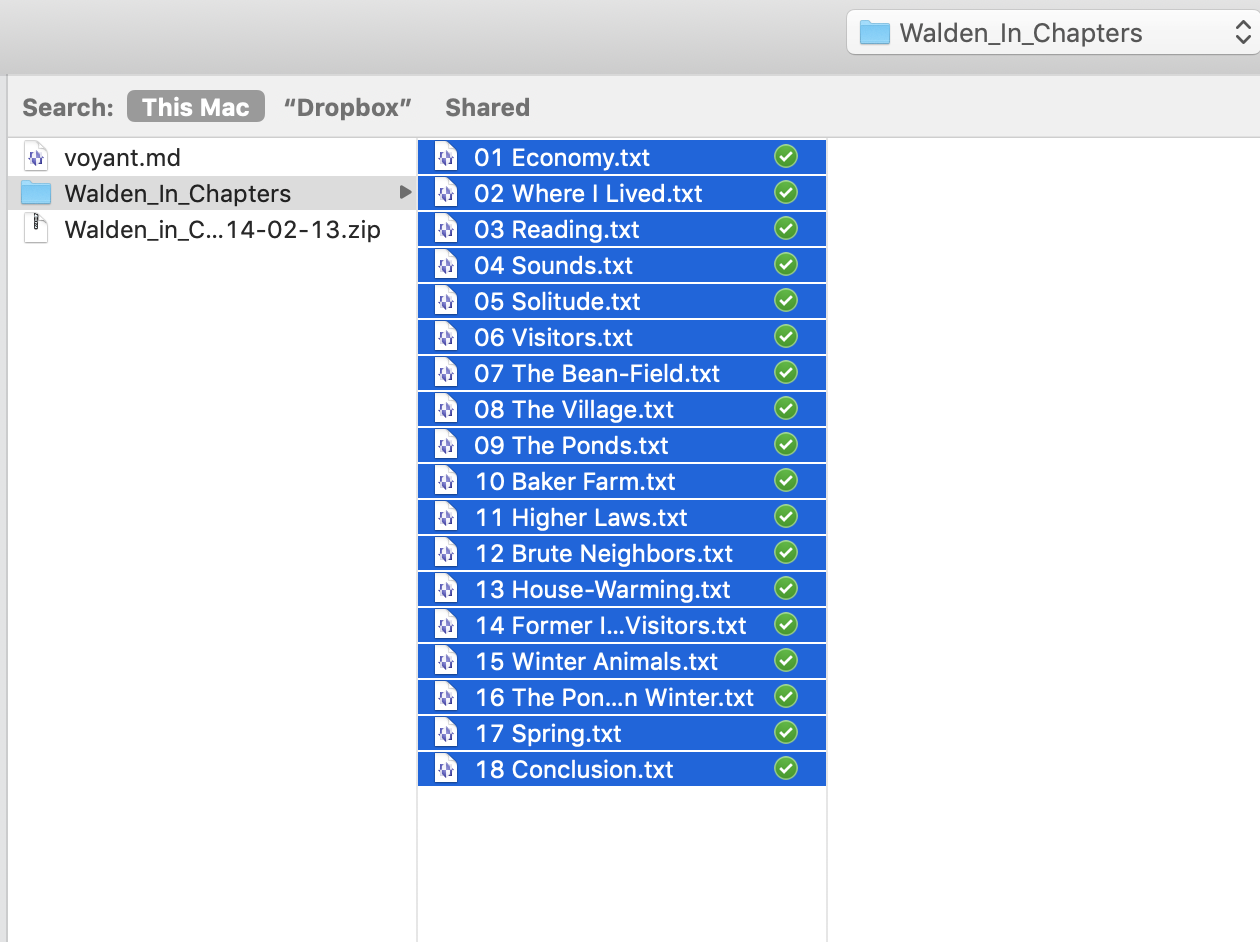 Walden_In_Chapters
Search: This Mac “Dropbox” Shared
voyant.md
Walden_In_Chapters
Walden_in_C...14-02-13.zip
01 Economy.txt
02 Where I Lived.txt
03 Reading.txt
04 Sounds.txt
05 Solitude.txt
06 Visitors.txt
07 The Bean-Field.txt
08 The Village.txt
09 The Ponds.txt
10 Baker Farm.txt
11 Higher Laws.txt
12 Brute Neighbors.txt
13 House-Warming.txt
14 Former I...Visitors.txt
15 Winter Animals.txt
16 The Pon...n Winter.txt
17 Spring.txt
18 Conclusion.txt